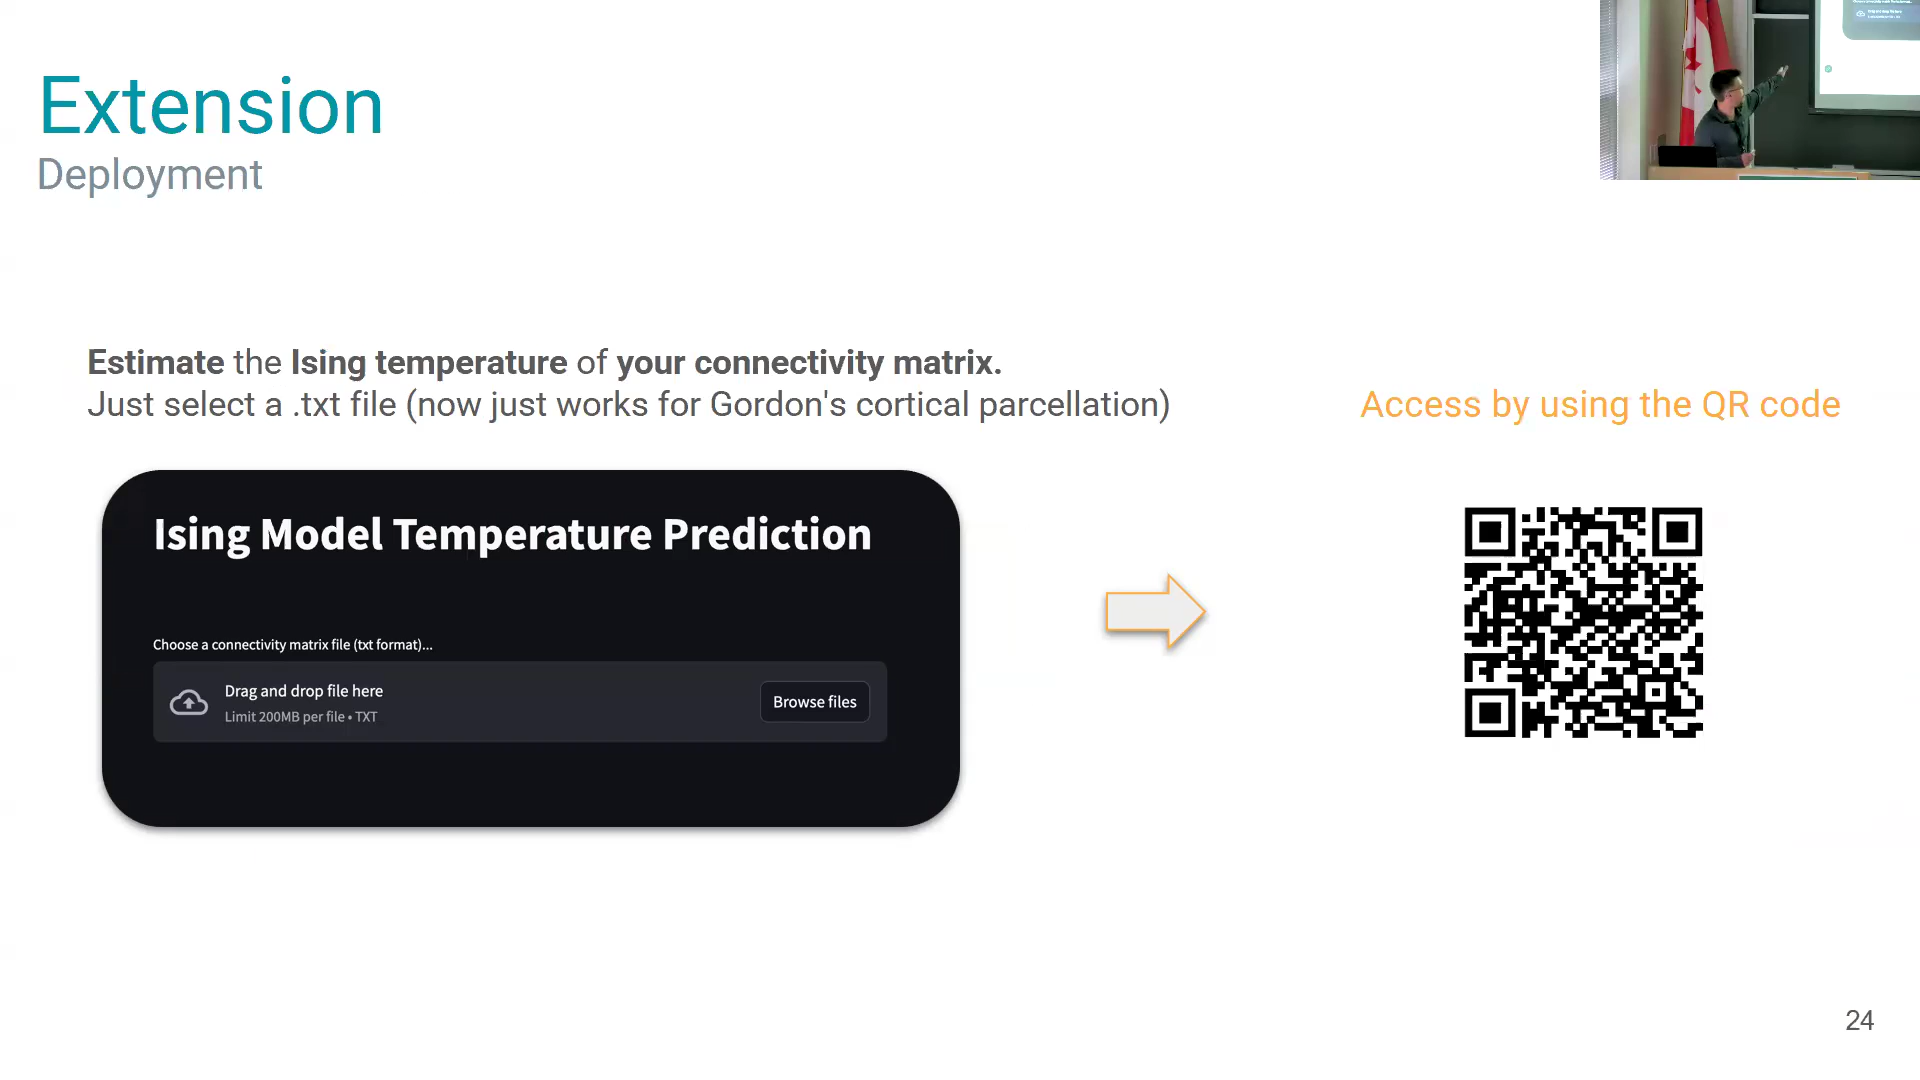 Extension
Deployment
Estimate the Ising temperature of your connectivity matrix.
Just select a .txt file (now just works for Gordon's cortical parcellation)
Access by using the QR code
Ising Model Temperature Prediction
Choose a connectivity matrix file (txt format)...
Drag and drop file here
Limit 200MB per file • TXT
Browse files
24